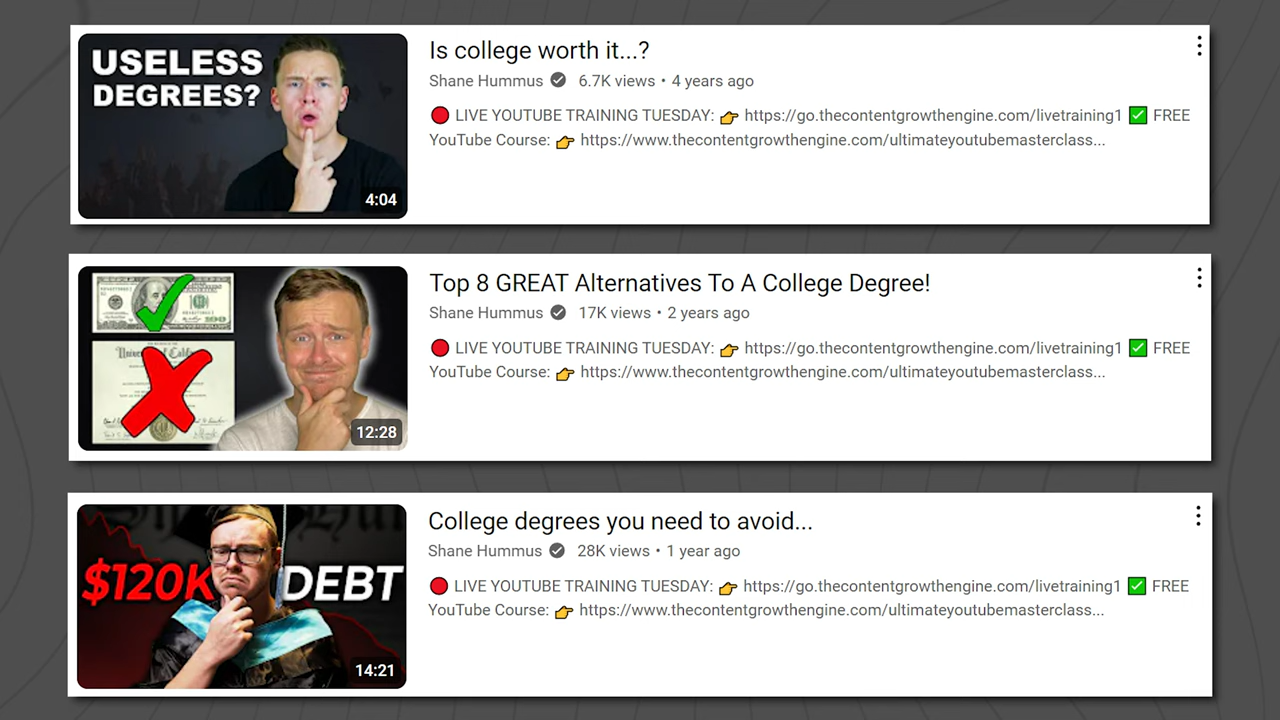 USELESS
DEGREES?
4:04
Is college worth it...?
Shane Hummus 6.7K views • 4 years ago
🔴 LIVE YOUTUBE TRAINING TUESDAY: 👉 https://go.thecontentgrowthengine.com/livetraining1 ✅ FREE
YouTube Course: 👉 https://www.thecontentgrowthengine.com/ultimateyoutubemasterclass...
12:28
Top 8 GREAT Alternatives To A College Degree!
Shane Hummus 17K views • 2 years ago
🔴 LIVE YOUTUBE TRAINING TUESDAY: 👉 https://go.thecontentgrowthengine.com/livetraining1 ✅ FREE
YouTube Course: 👉 https://www.thecontentgrowthengine.com/ultimateyoutubemasterclass...
$120K DEBT
14:21
College degrees you need to avoid...
Shane Hummus 28K views • 1 year ago
🔴 LIVE YOUTUBE TRAINING TUESDAY: 👉 https://go.thecontentgrowthengine.com/livetraining1 ✅ FREE
YouTube Course: 👉 https://www.thecontentgrowthengine.com/ultimateyoutubemasterclass...